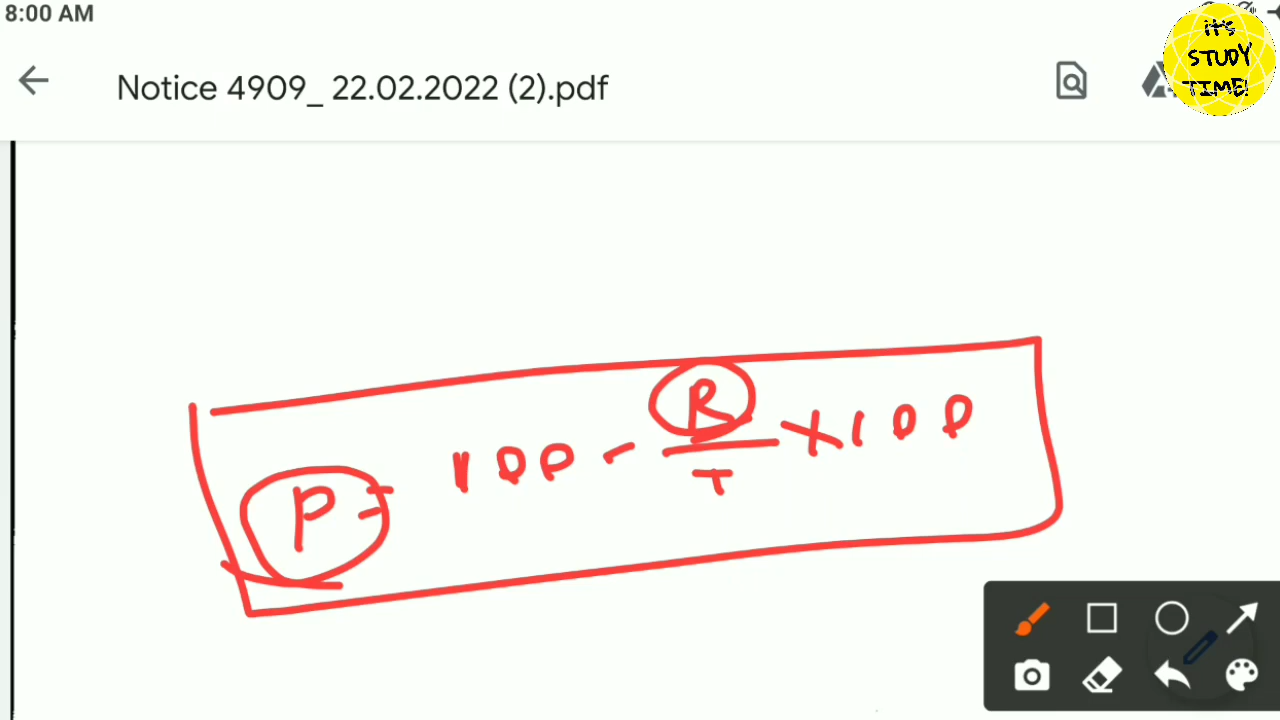 8:00 AM
Notice 4909_ 22.02.2022 (2).pdf
it's
STUDY
TIME!
P = 100 - R/T × 100